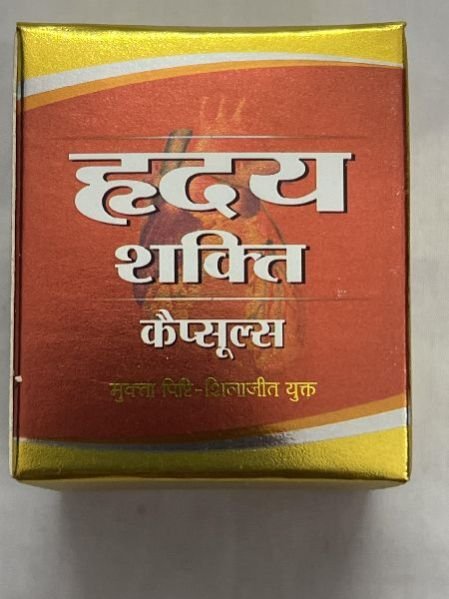 हृदय
शक्ति
कैप्सूल्स
मुक्ता पिष्टि-शिलाजीत युक्त